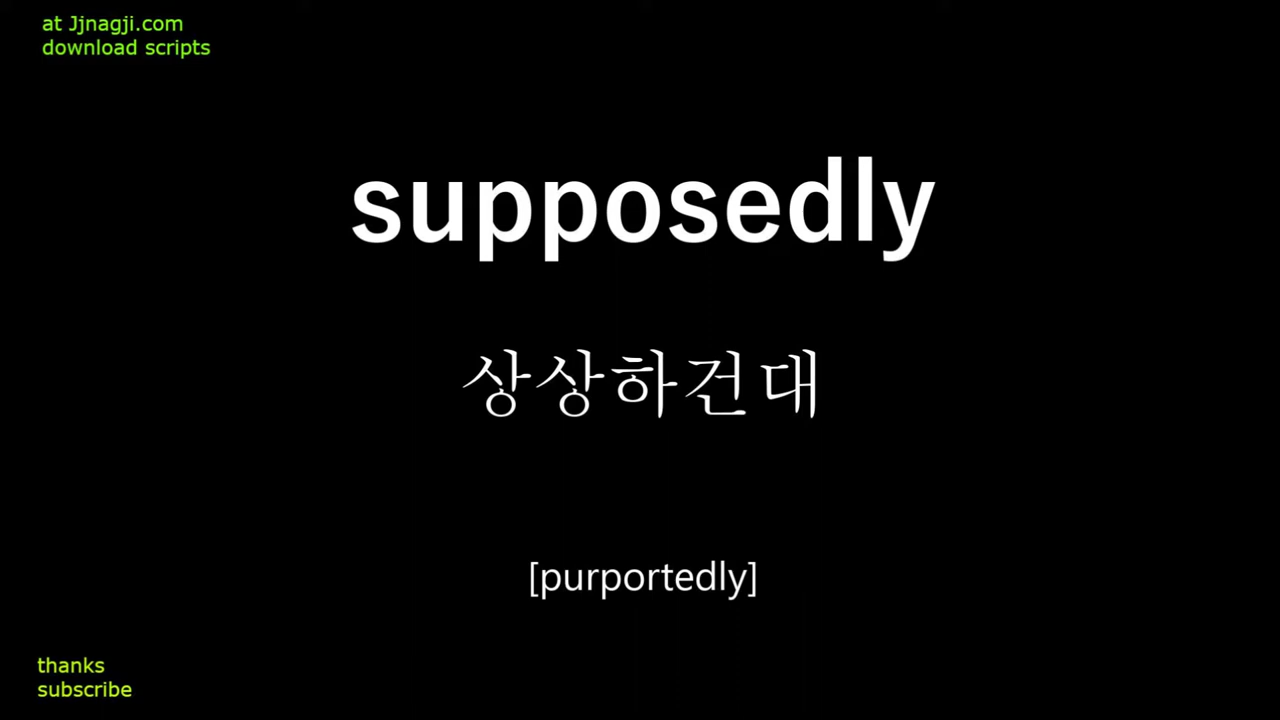 at Jjnagji.com
download scripts
supposedly
상상하건대
[purportedly]
thanks
subscribe